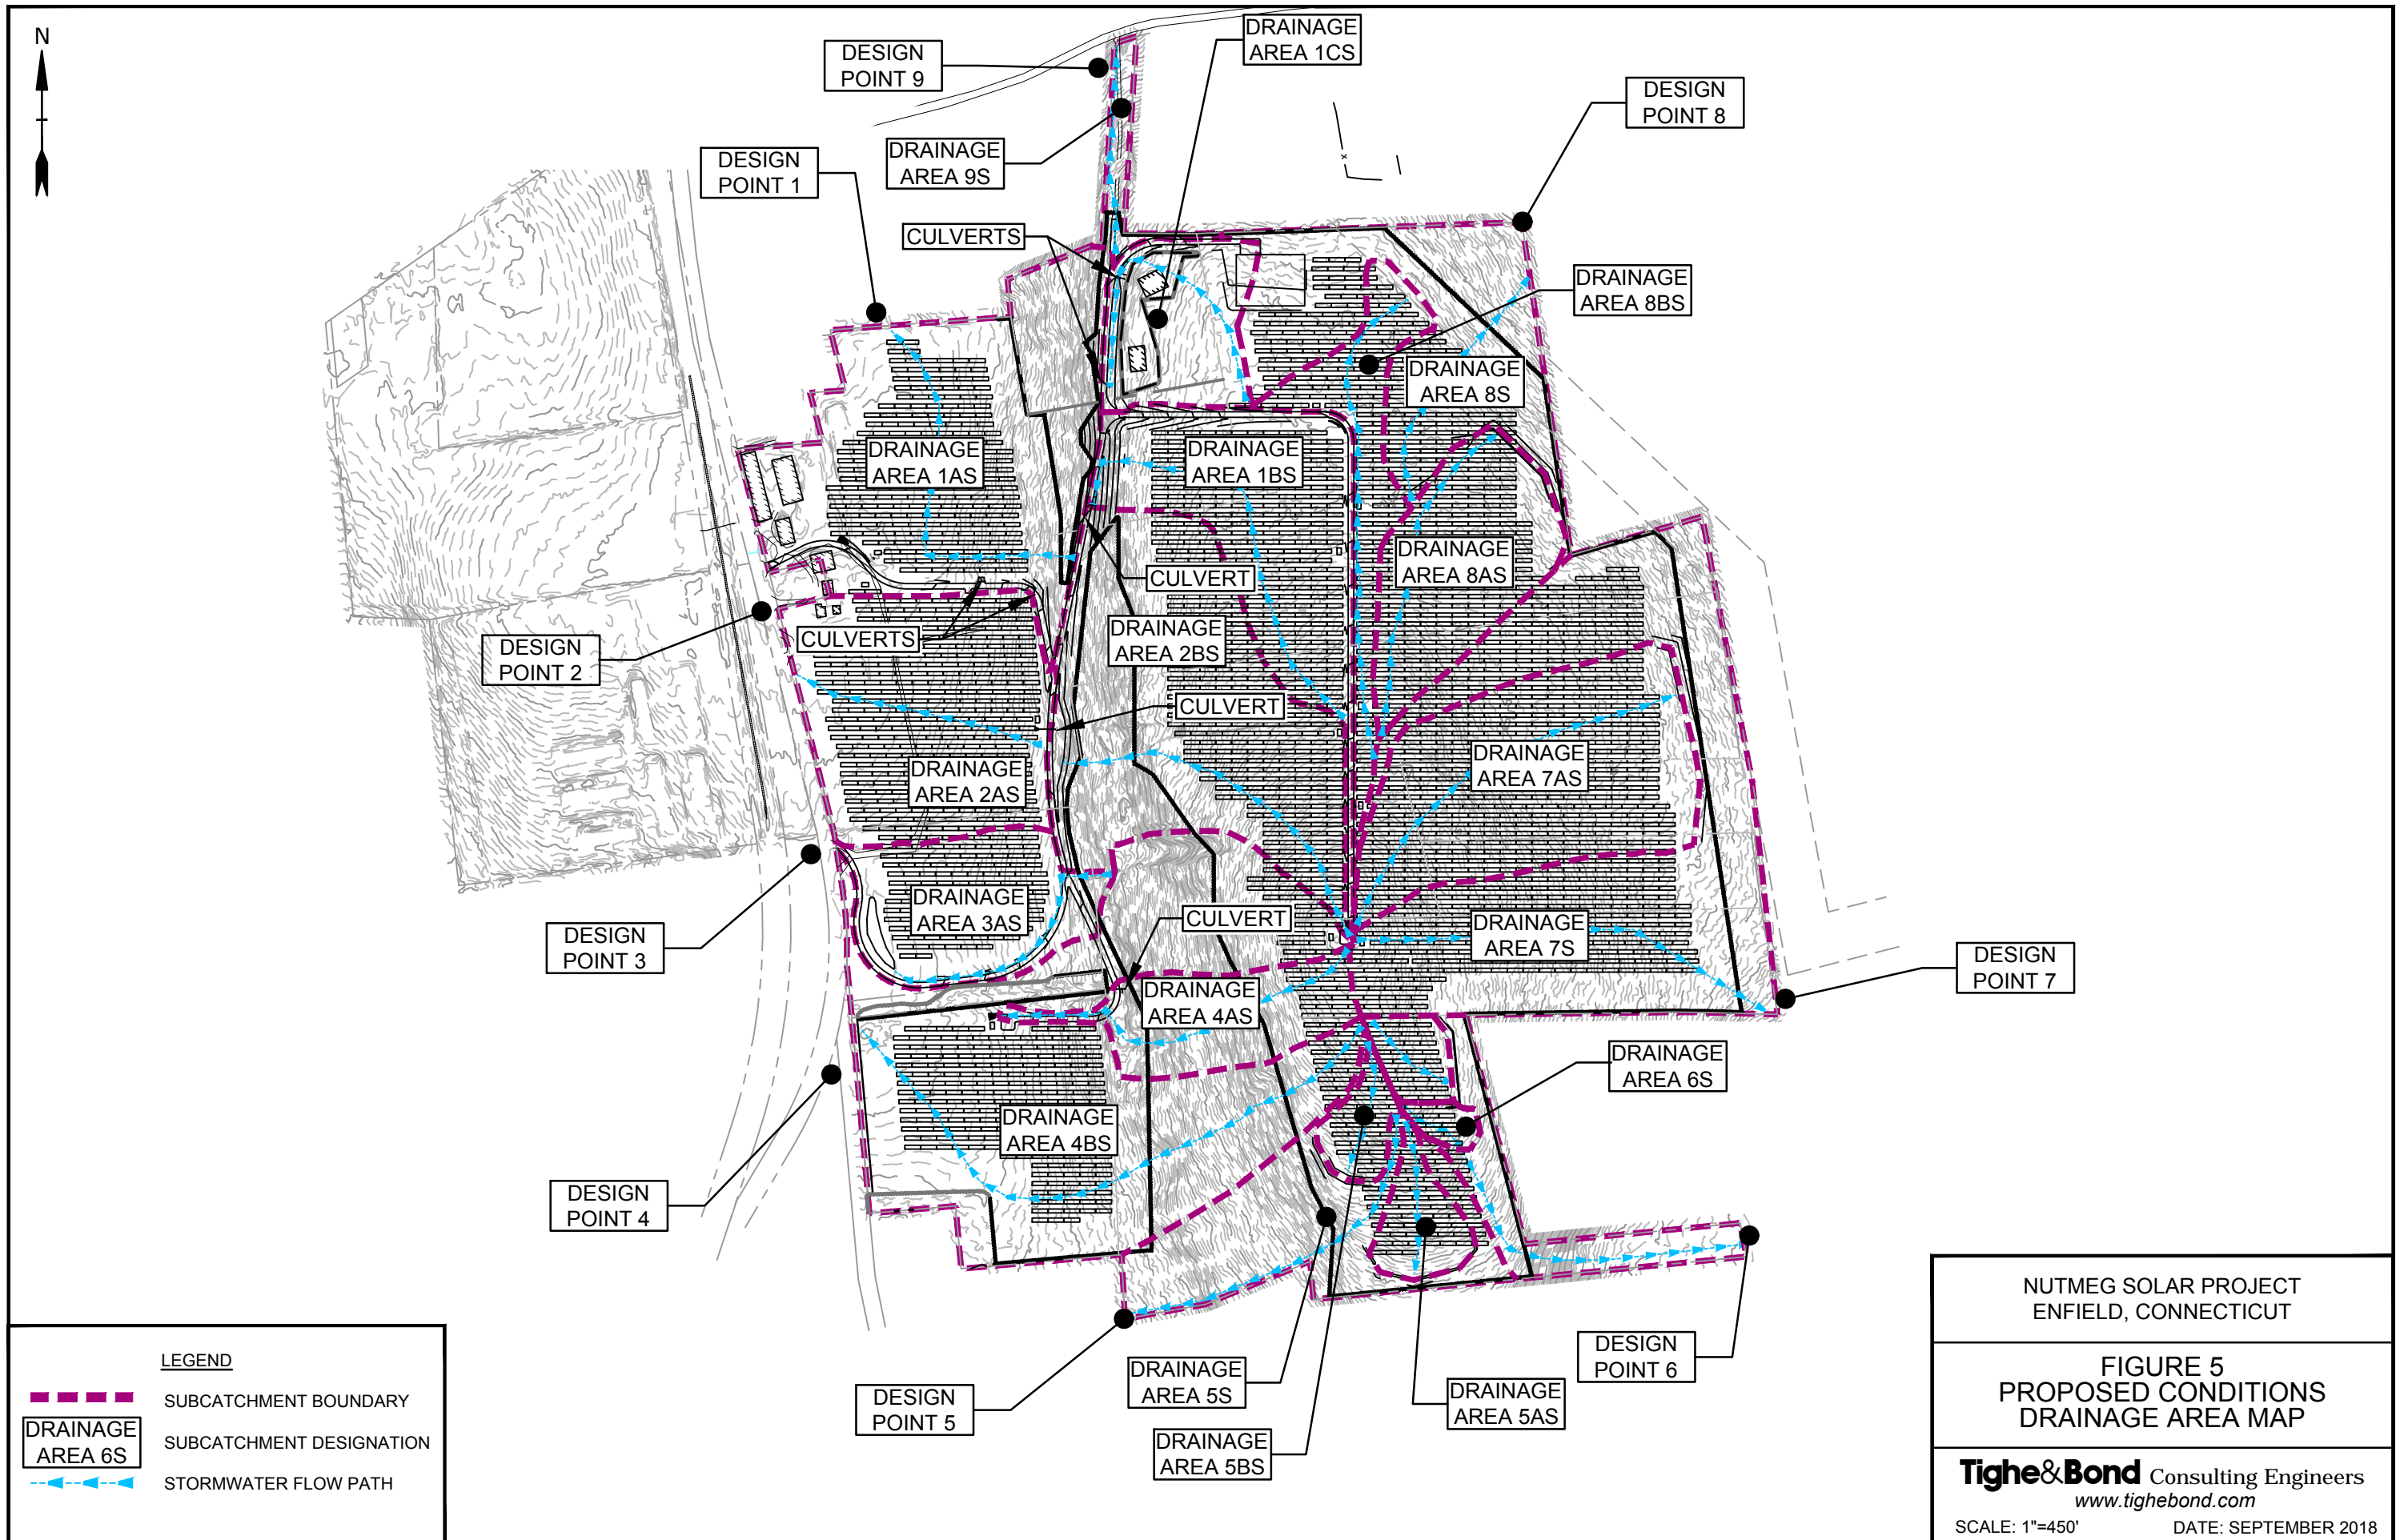 N
DESIGN
POINT 9
DRAINAGE
AREA 1CS
DESIGN
POINT 8
DRAINAGE
AREA 9S
DESIGN
POINT 1
CULVERTS
DRAINAGE
AREA 8BS
DRAINAGE
AREA 8S
DRAINAGE
AREA 1AS
DRAINAGE
AREA 1BS
DRAINAGE
AREA 8AS
CULVERT
CULVERTS
DRAINAGE
AREA 2BS
DESIGN
POINT 2
CULVERT
DRAINAGE
AREA 2AS
DRAINAGE
AREA 7AS
DRAINAGE
AREA 3AS
CULVERT
DRAINAGE
AREA 7S
DESIGN
POINT 3
DESIGN
POINT 7
DRAINAGE
AREA 4AS
DRAINAGE
AREA 6S
DRAINAGE
AREA 4BS
DESIGN
POINT 4
DESIGN
POINT 6
DRAINAGE
AREA 5S
DRAINAGE
AREA 5AS
DESIGN
POINT 5
DRAINAGE
AREA 5BS
LEGEND
SUBCATCHMENT BOUNDARY
DRAINAGE
AREA 6S
SUBCATCHMENT DESIGNATION
STORMWATER FLOW PATH
NUTMEG SOLAR PROJECT
ENFIELD, CONNECTICUT
FIGURE 5
PROPOSED CONDITIONS
DRAINAGE AREA MAP
Tighe&Bond Consulting Engineers
www.tighebond.com
SCALE: 1"=450' DATE: SEPTEMBER 2018